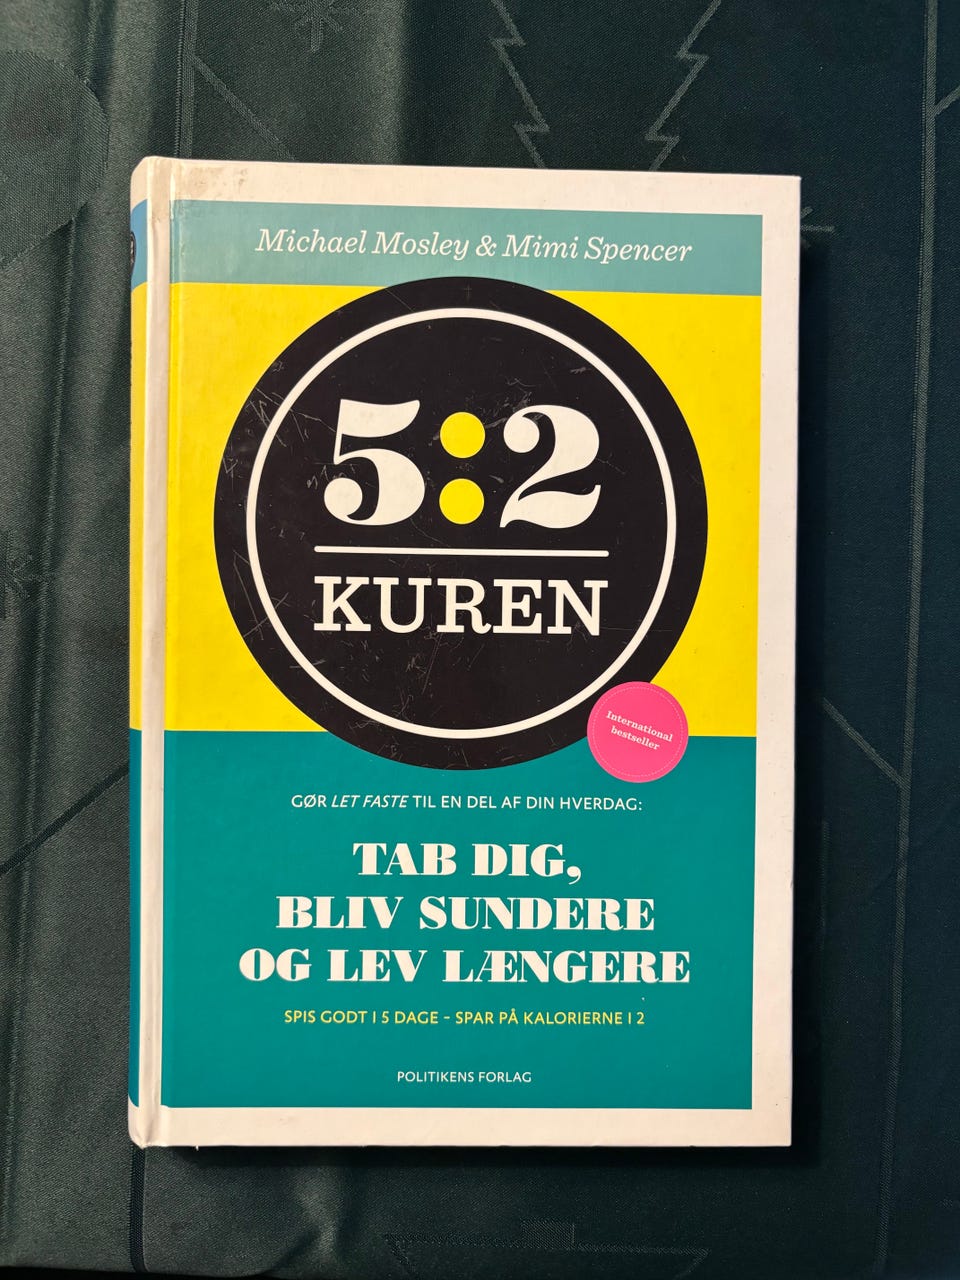 Michael Mosley & Mimi Spencer
5:2
KUREN
International
bestseller
GØR LET FASTE TIL EN DEL AF DIN HVERDAG:
TAB DIG,
BLIV SUNDERE
OG LEV LÆNGERE
SPIS GODT I 5 DAGE - SPAR PÅ KALORIERNE I 2
POLITIKENS FORLAG